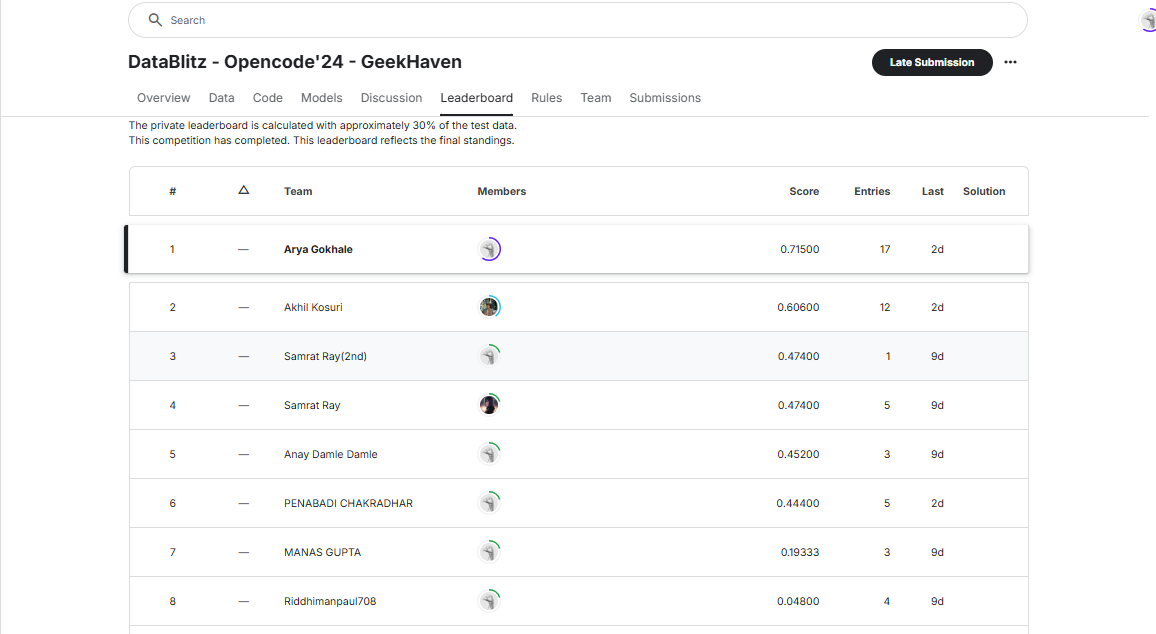 Search
DataBlitz - Opencode'24 - GeekHaven
Late Submission
Overview Data Code Models Discussion Leaderboard Rules Team Submissions
The private leaderboard is calculated with approximately 30% of the test data.
This competition has completed. This leaderboard reflects the final standings.
# △ Team Members Score Entries Last Solution
1 — Arya Gokhale 0.71500 17 2d
2 — Akhil Kosuri 0.60600 12 2d
3 — Samrat Ray(2nd) 0.47400 1 9d
4 — Samrat Ray 0.47400 5 9d
5 — Anay Damle Damle 0.45200 3 9d
6 — PENABADI CHAKRADHAR 0.44400 5 2d
7 — MANAS GUPTA 0.19333 3 9d
8 — Riddhimanpaul708 0.04800 4 9d